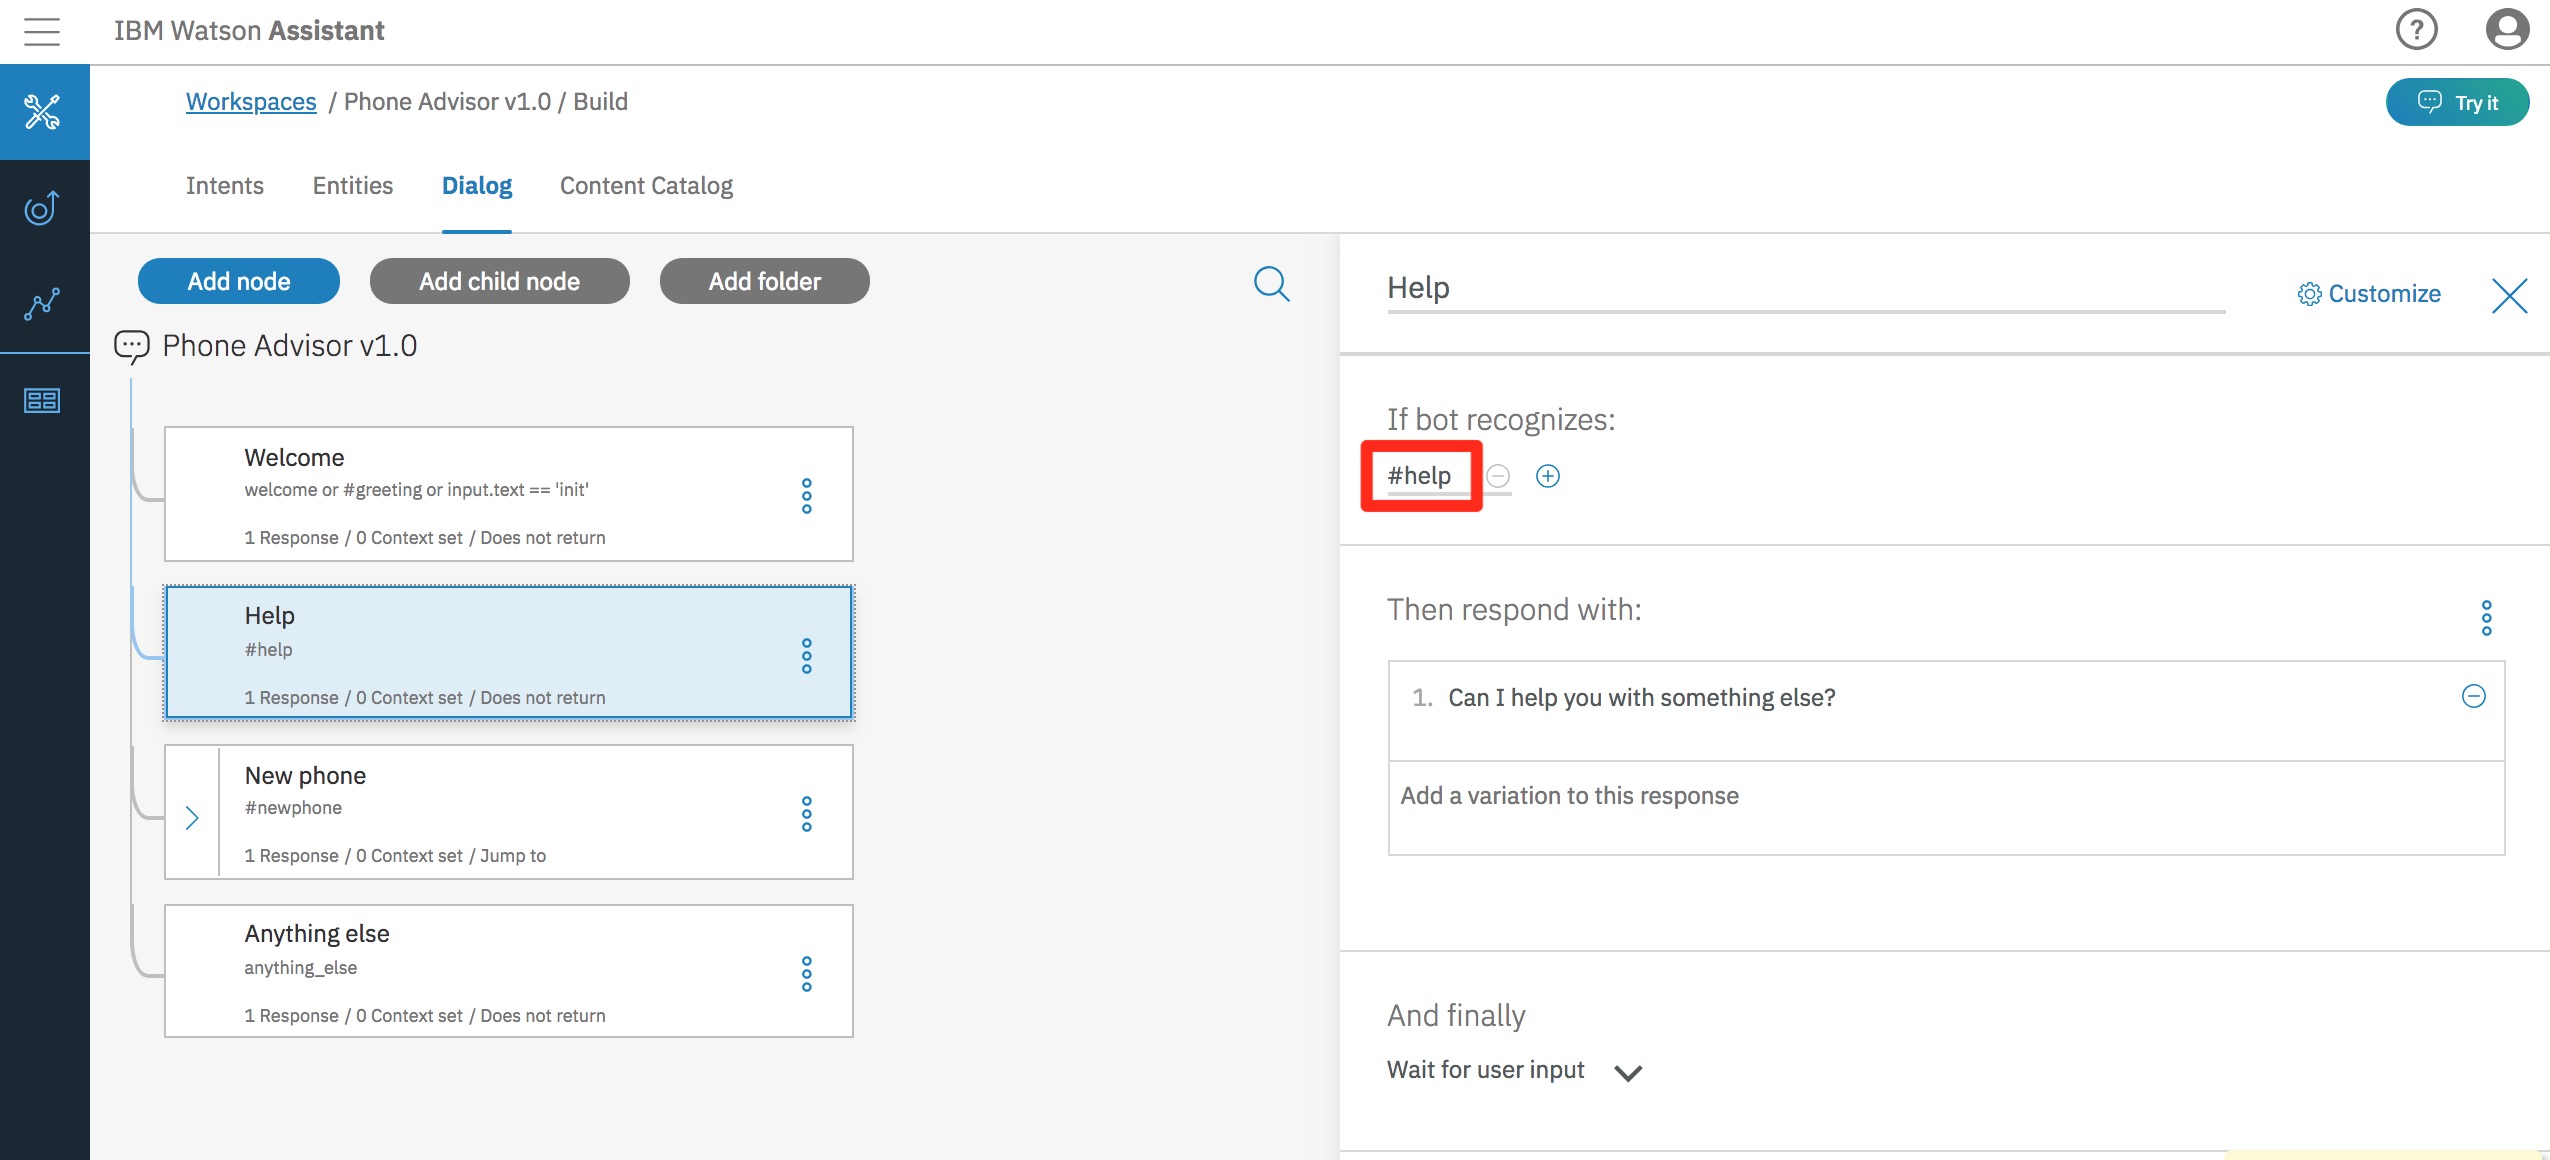 IBM Watson Assistant
?
Workspaces / Phone Advisor v1.0 / Build
Try it
Intents Entities Dialog Content Catalog
Add node Add child node Add folder
Phone Advisor v1.0
Welcome
welcome or #greeting or input.text == 'init'
1 Response / 0 Context set / Does not return
Help
#help
1 Response / 0 Context set / Does not return
New phone
#newphone
1 Response / 0 Context set / Jump to
Anything else
anything_else
1 Response / 0 Context set / Does not return
Help
Customize
If bot recognizes:
#help
Then respond with:
1. Can I help you with something else?
Add a variation to this response
And finally
Wait for user input